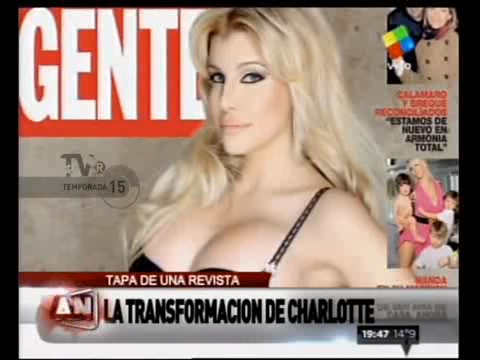 GENTE
CALAMARO
Y BREQUE
RECONCILIADOS
"ESTAMOS
DE NUEVO
EN
ARMONIA
TOTAL"
TVR
TEMPORADA 15
WANDA
TAPA DE UNA REVISTA
AN
LA TRANSFORMACION DE CHARLOTTE
19:47 14°9